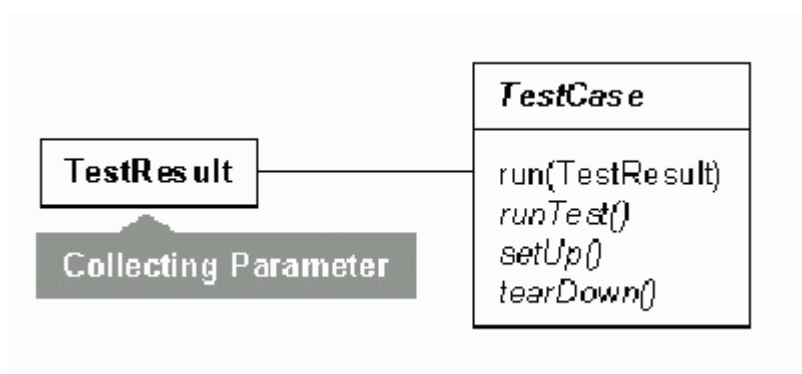 TestResult
Collecting Parameter
TestCase
run(TestResult)
runTest()
setUp()
tearDown()